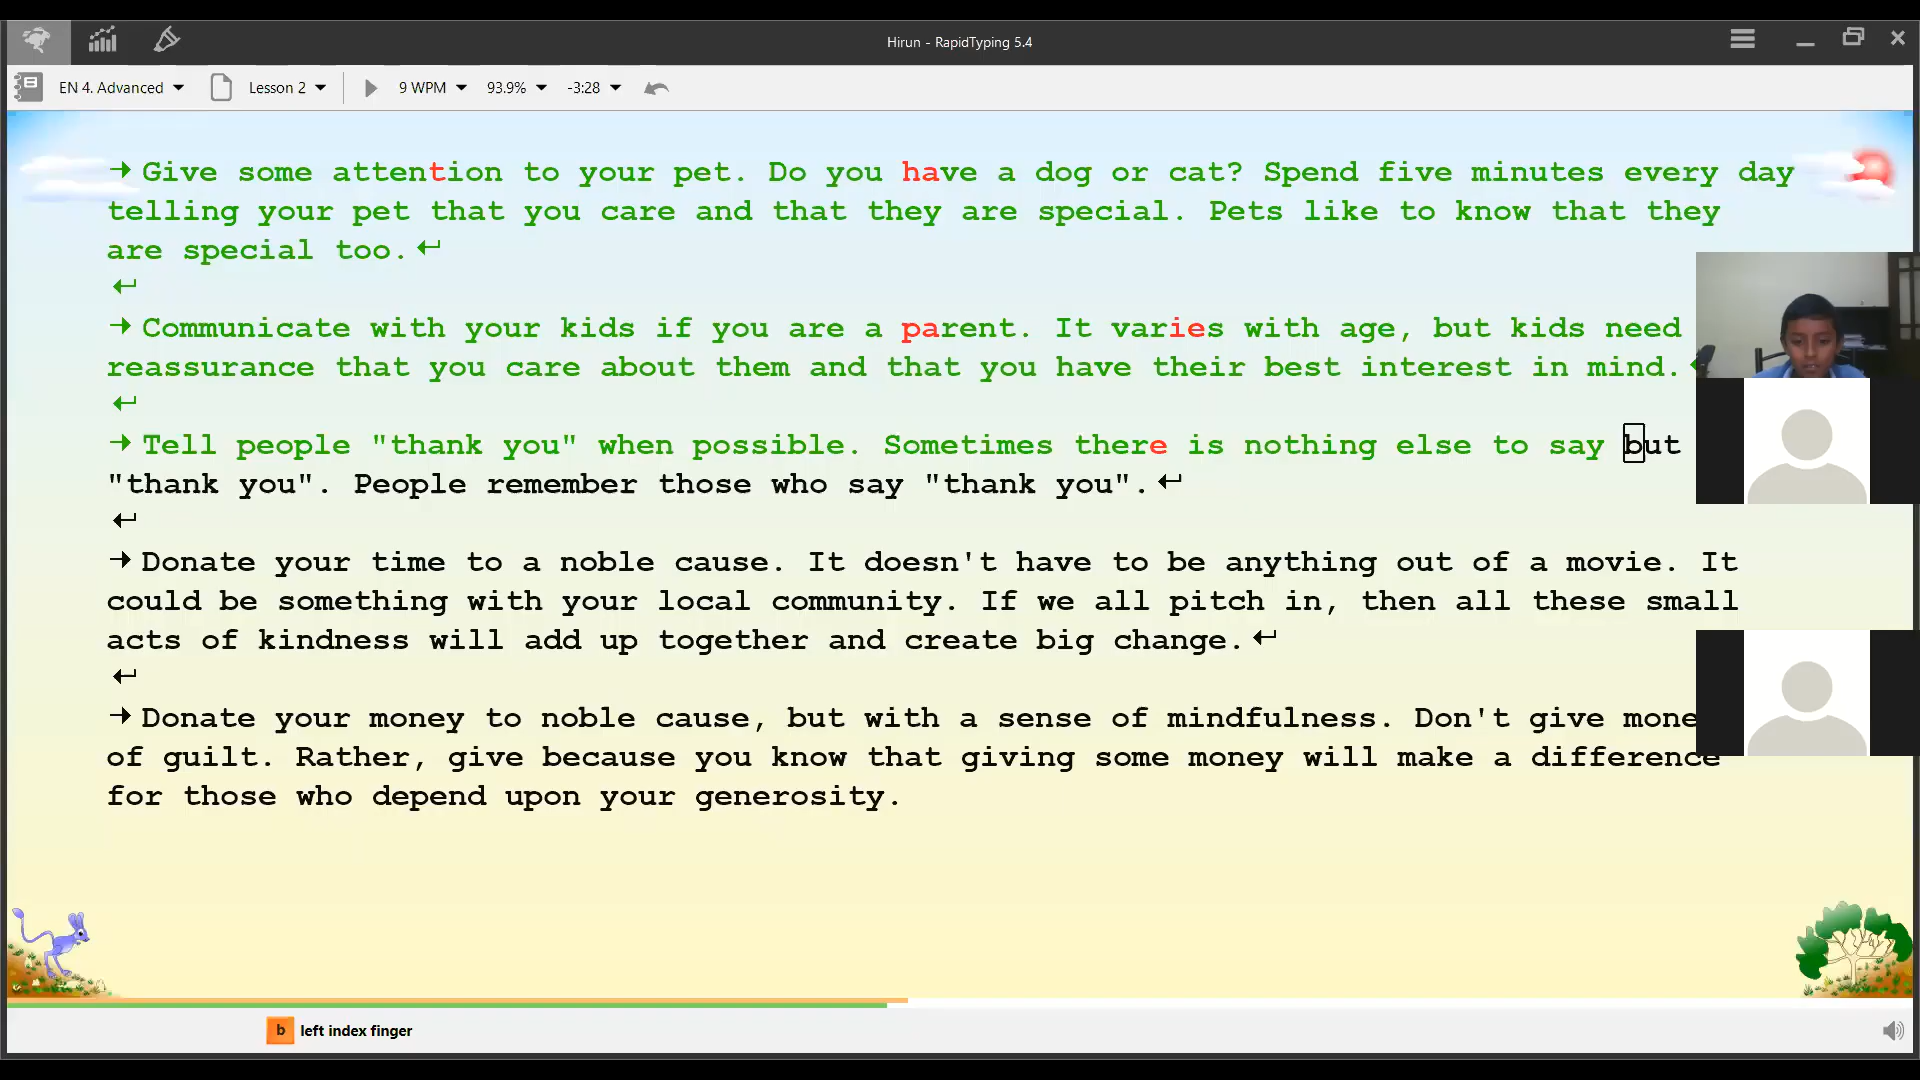 Hirun - RapidTyping 5.4
EN 4. Advanced Lesson 2 9 WPM 93.9% -3:28
→Give some attention to your pet. Do you have a dog or cat? Spend five minutes every day
telling your pet that you care and that they are special. Pets like to know that they
are special too.↵
↵
→Communicate with your kids if you are a parent. It varies with age, but kids need
reassurance that you care about them and that you have their best interest in mind.
↵
→Tell people "thank you" when possible. Sometimes there is nothing else to say but
"thank you". People remember those who say "thank you".↵
↵
→Donate your time to a noble cause. It doesn't have to be anything out of a movie. It
could be something with your local community. If we all pitch in, then all these small
acts of kindness will add up together and create big change.↵
↵
→Donate your money to noble cause, but with a sense of mindfulness. Don't give mone
of guilt. Rather, give because you know that giving some money will make a difference
for those who depend upon your generosity.
b left index finger